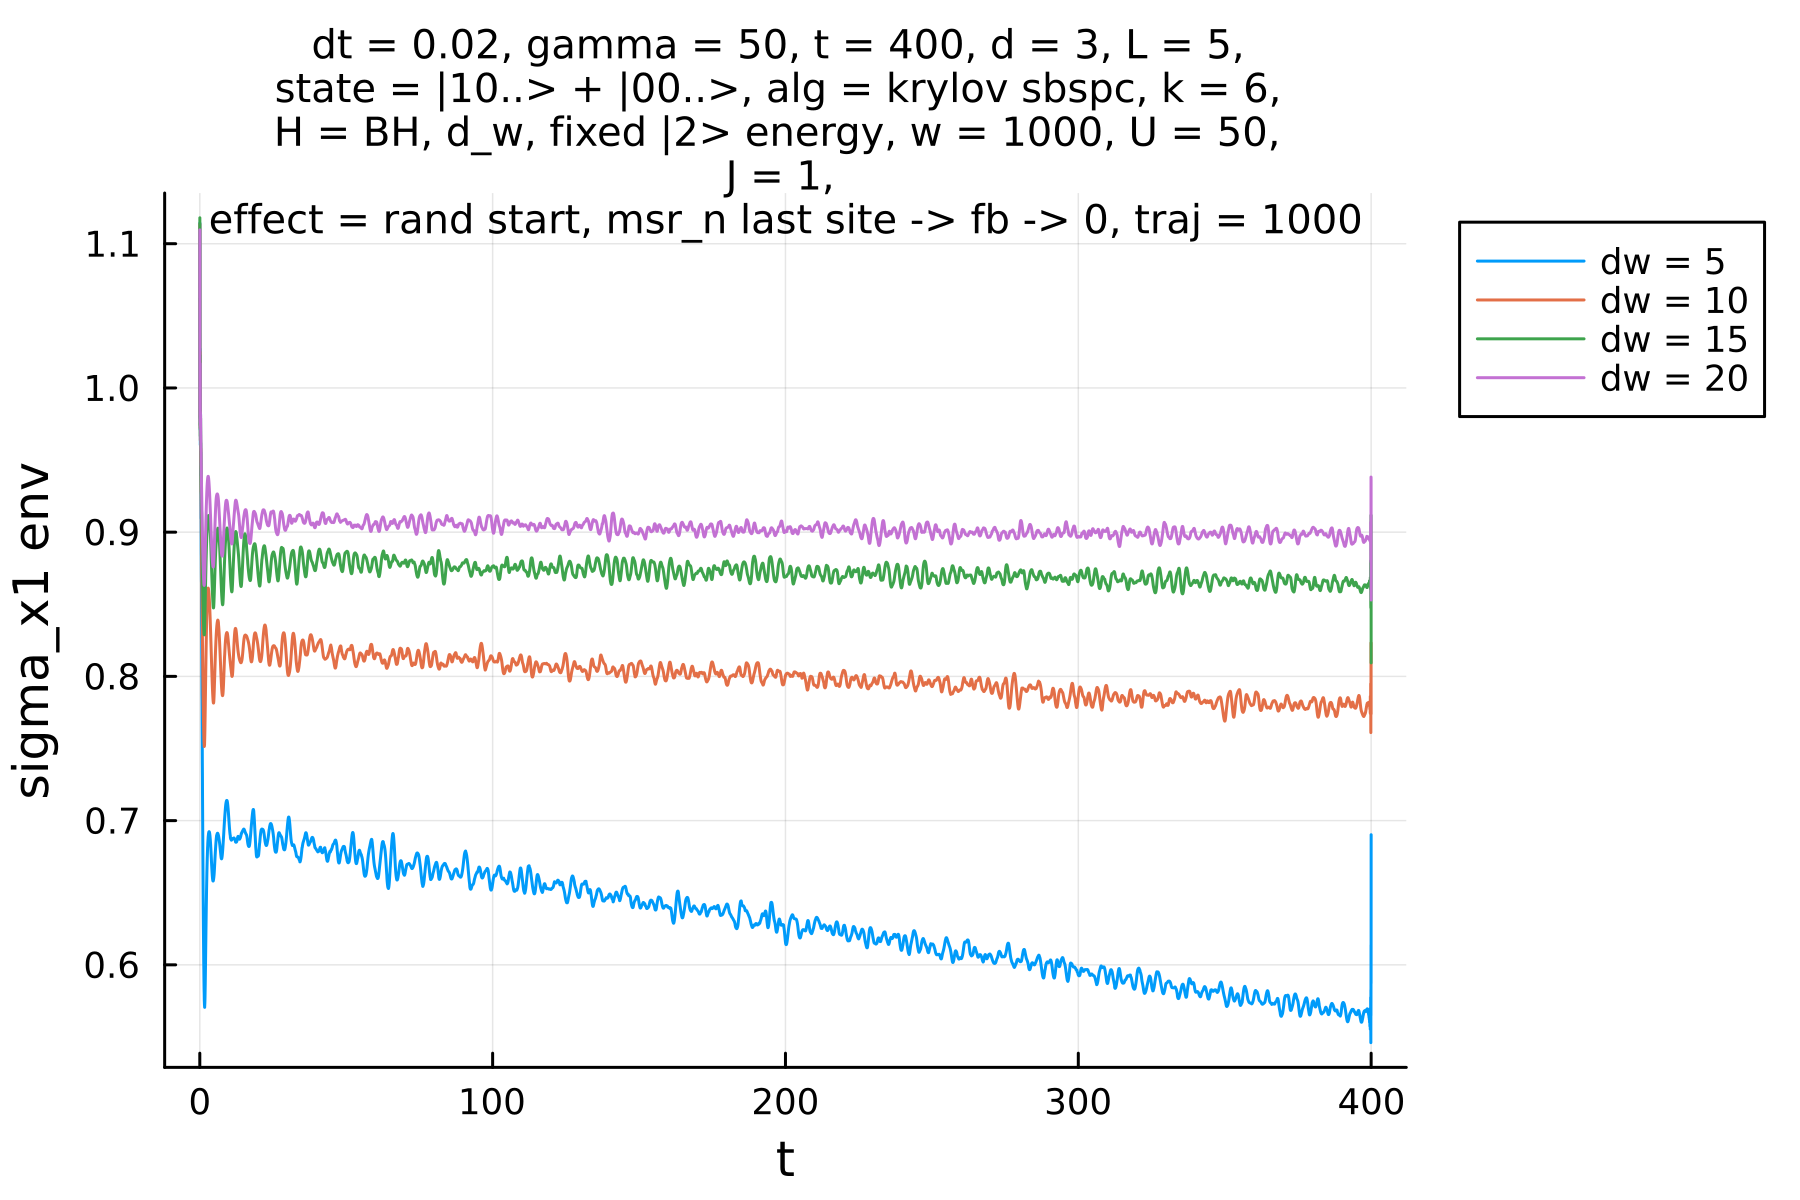 dt = 0.02, gamma = 50, t = 400, d = 3, L = 5,
state = |10..> + |00..>, alg = krylov sbspc, k = 6,
H = BH, d_w, fixed |2> energy, w = 1000, U = 50,
J = 1,
effect = rand start, msr_n last site -> fb -> 0, traj = 1000
1.1
1.0
0.9
0.8
0.7
0.6
sigma_x1 env
0 100 200 300 400
t
dw = 5
dw = 10
dw = 15
dw = 20